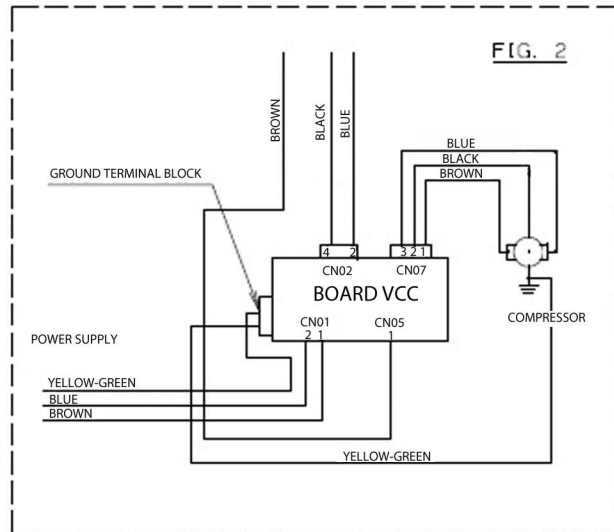 FIG. 2
BROWN
BLACK
BLUE
BLUE
BLACK
BROWN
GROUND TERMINAL BLOCK
4 2
3 2 1
CN02
CN07
BOARD VCC
COMPRESSOR
CN01
CN05
2 1
1
POWER SUPPLY
YELLOW-GREEN
BLUE
BROWN
YELLOW-GREEN